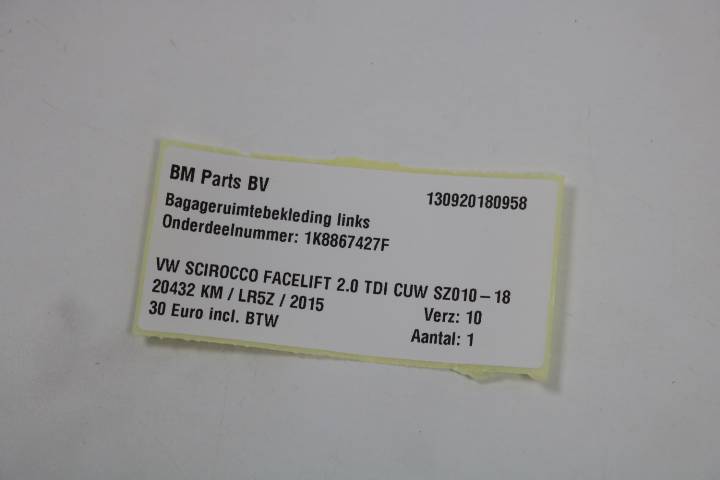 BM Parts BV 130920180958
Bagageruimtebekleding links
Onderdeelnummer: 1K8867427F
VW SCIROCCO FACELIFT 2.0 TDI CUW SZ010-18
20432 KM / LR5Z / 2015 Verz: 10
30 Euro incl. BTW Aantal: 1